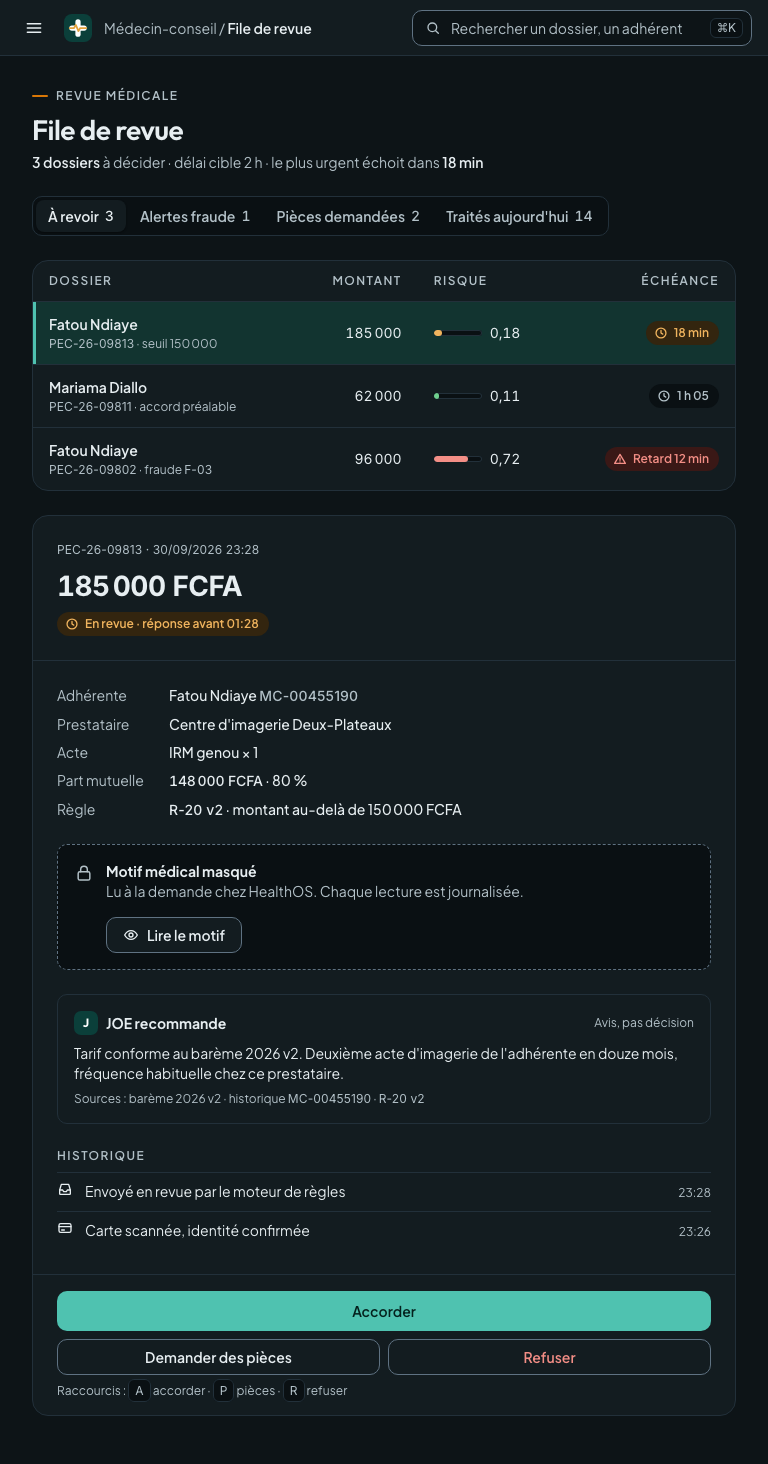 Médecin-conseil / File de revue
Rechercher un dossier, un adhérent ⌘K
REVUE MÉDICALE
File de revue
3 dossiers à décider · délai cible 2 h · le plus urgent échoit dans 18 min
À revoir 3 Alertes fraude 1 Pièces demandées 2 Traités aujourd'hui 14
DOSSIER MONTANT RISQUE ÉCHÉANCE
Fatou Ndiaye
PEC-26-09813 · seuil 150 000
185 000 0,18 18 min
Mariama Diallo
PEC-26-09811 · accord préalable
62 000 0,11 1 h 05
Fatou Ndiaye
PEC-26-09802 · fraude F-03
96 000 0,72 Retard 12 min
PEC-26-09813 · 30/09/2026 23:28
185 000 FCFA
En revue · réponse avant 01:28
Adhérente Fatou Ndiaye MC-00455190
Prestataire Centre d'imagerie Deux-Plateaux
Acte IRM genou × 1
Part mutuelle 148 000 FCFA · 80 %
Règle R-20 v2 · montant au-delà de 150 000 FCFA
Motif médical masqué
Lu à la demande chez HealthOS. Chaque lecture est journalisée.
Lire le motif
J JOE recommande Avis, pas décision
Tarif conforme au barème 2026 v2. Deuxième acte d'imagerie de l'adhérente en douze mois,
fréquence habituelle chez ce prestataire.
Sources : barème 2026 v2 · historique MC-00455190 · R-20 v2
HISTORIQUE
Envoyé en revue par le moteur de règles 23:28
Carte scannée, identité confirmée 23:26
Accorder
Demander des pièces Refuser
Raccourcis : A accorder · P pièces · R refuser